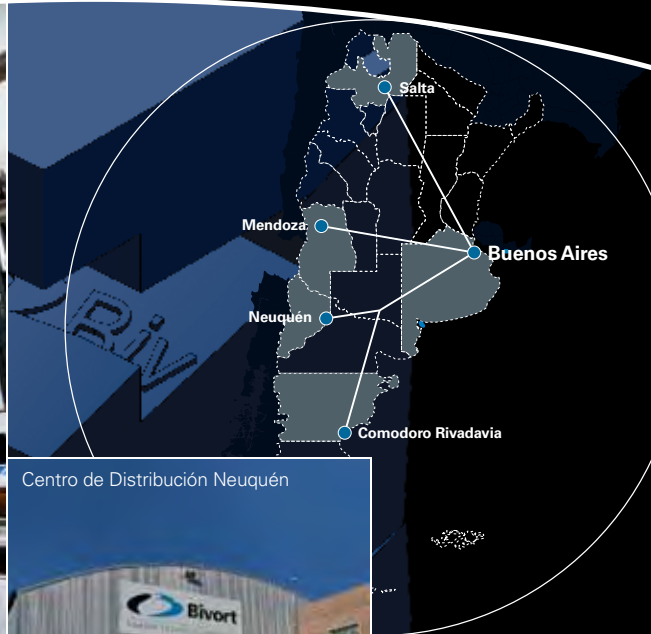 Salta
Mendoza
Buenos Aires
Neuquén
Comodoro Rivadavia
Centro de Distribución Neuquén
Bivort